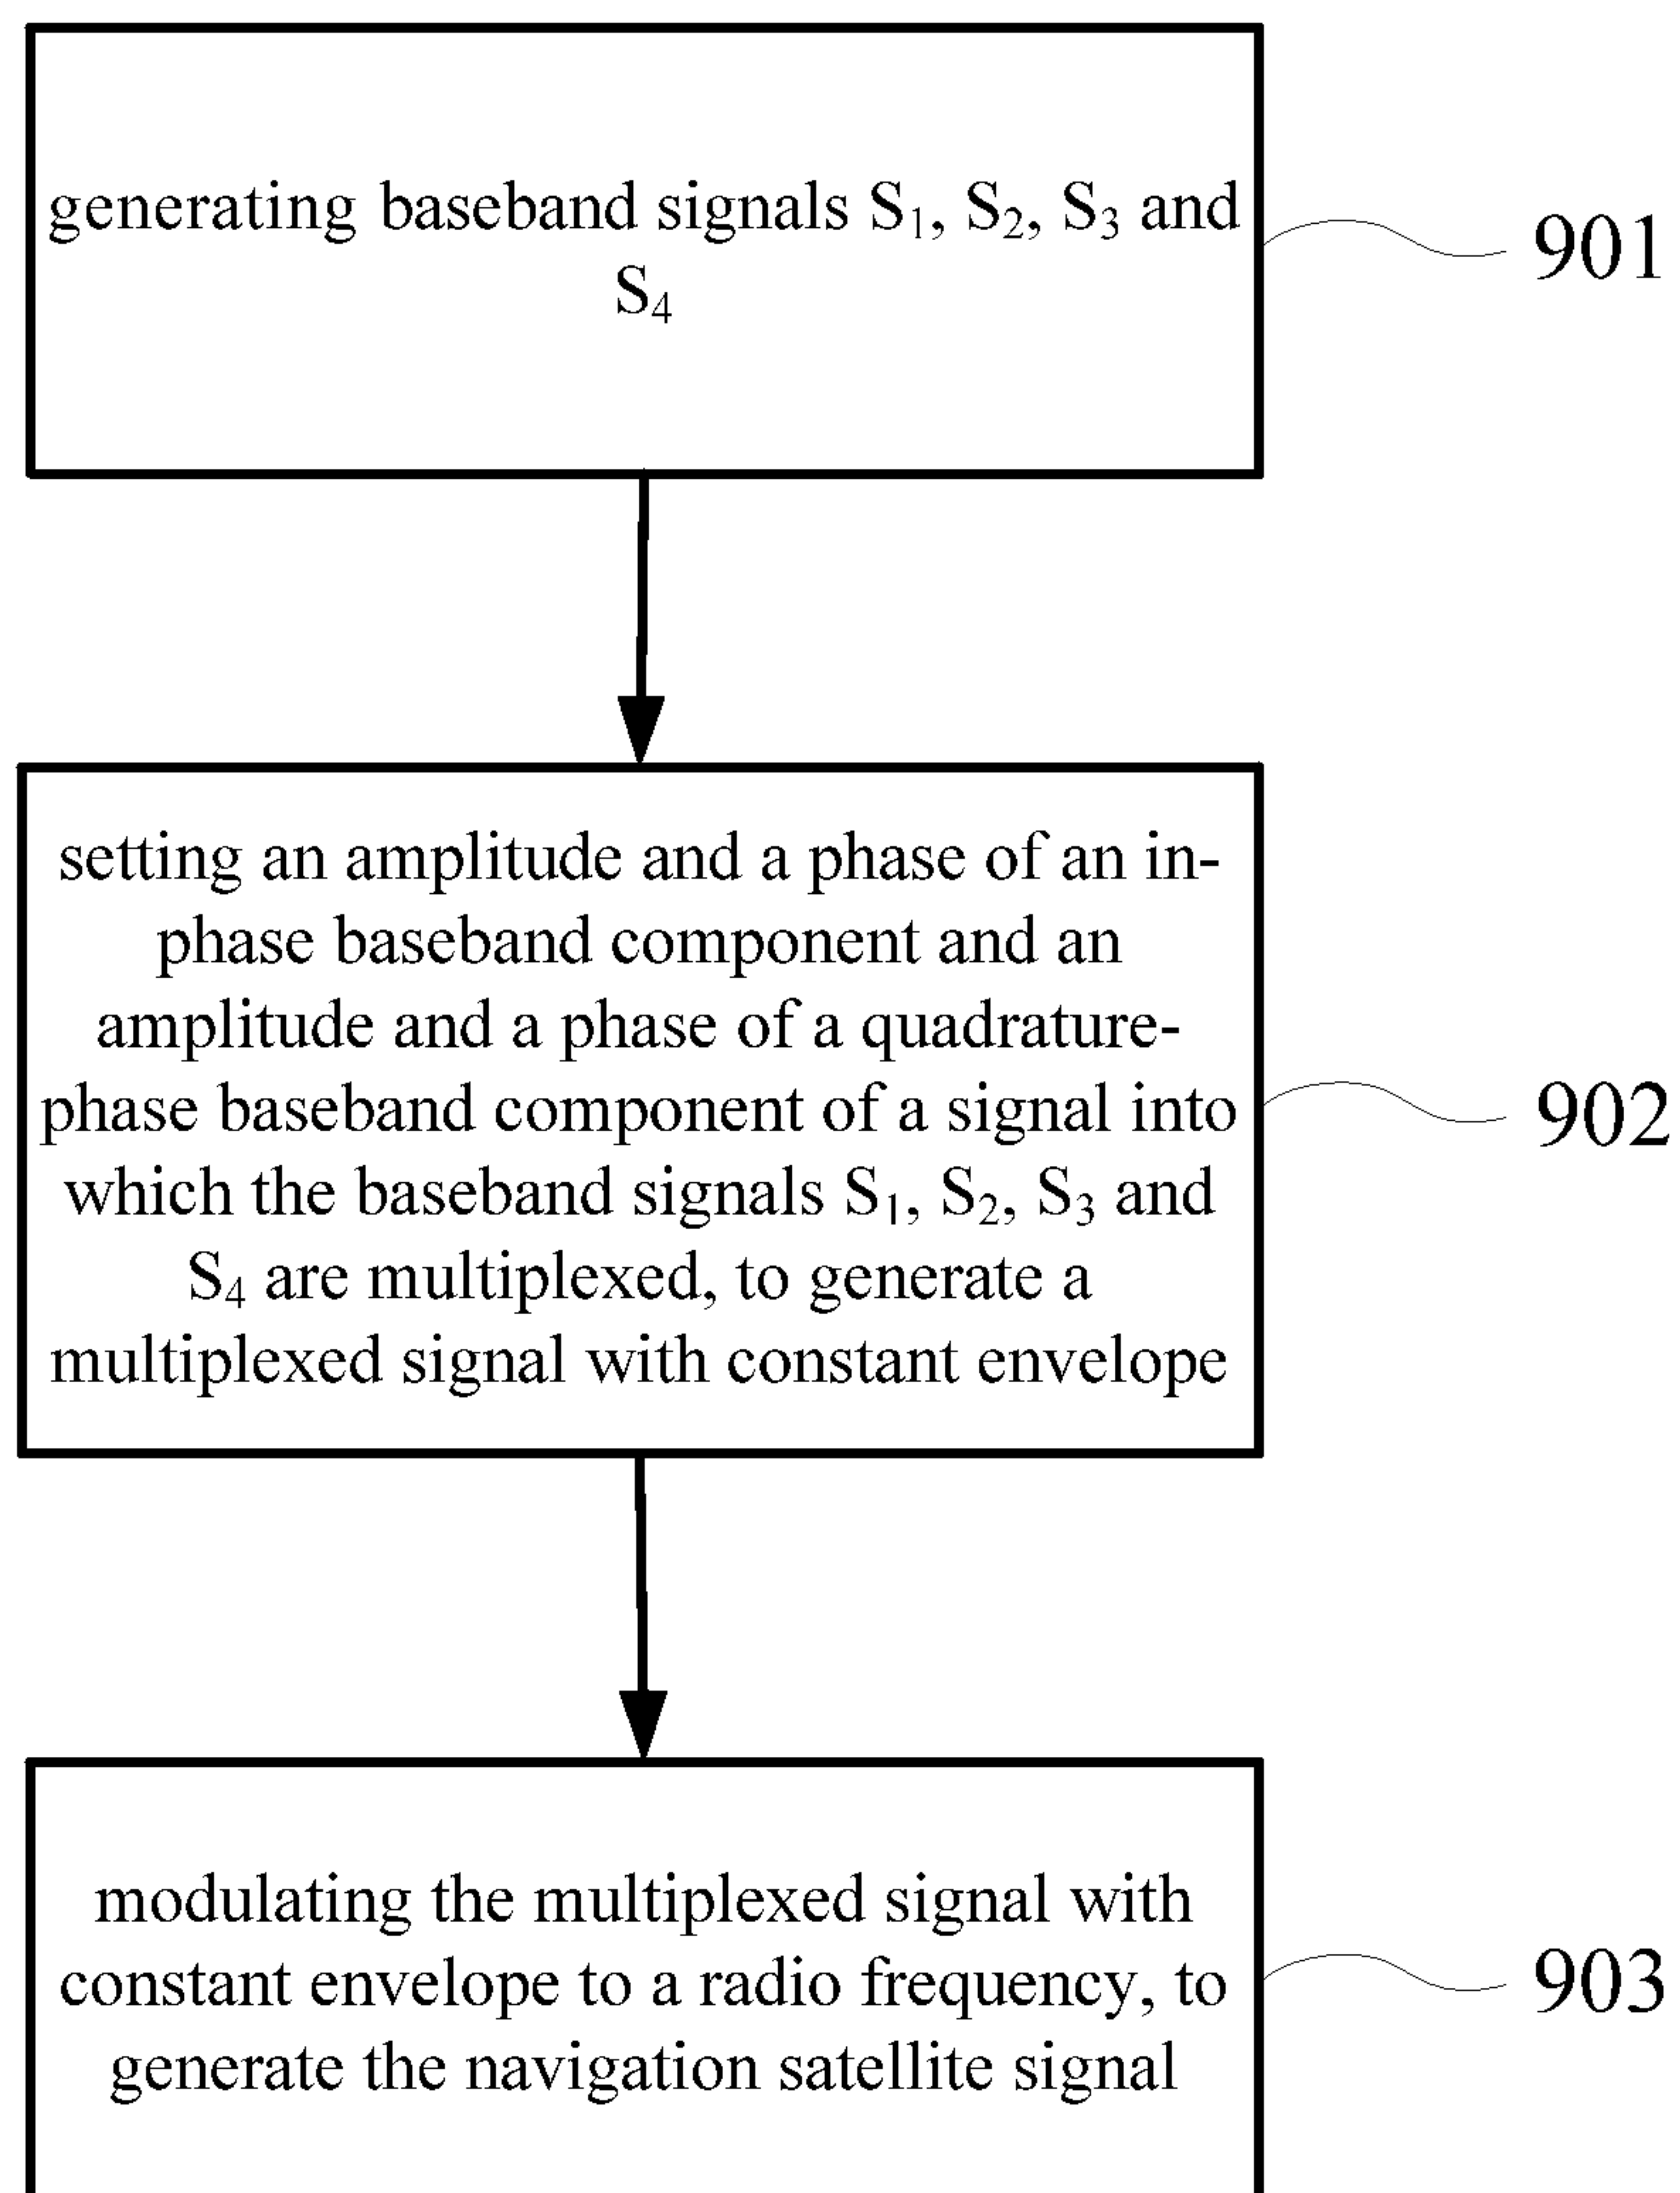 generating baseband signals S₁, S₂, S₃ and
S₄
901
setting an amplitude and a phase of an in-
phase baseband component and an
amplitude and a phase of a quadrature-
phase baseband component of a signal into
which the baseband signals S₁, S₂, S₃ and
S₄ are multiplexed, to generate a
multiplexed signal with constant envelope
902
modulating the multiplexed signal with
constant envelope to a radio frequency, to
generate the navigation satellite signal
903